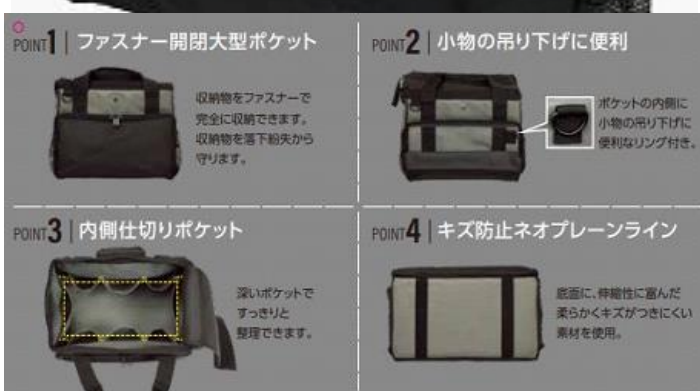 POINT1 | ファスナー開閉大型ポケット
収納物をファスナーで
完全に収納できます。
収納物を落下紛失から
守ります。
POINT2 | 小物の吊り下げに便利
ポケットの内側に
小物の吊り下げに
便利なリング付き。
POINT3 | 内側仕切りポケット
深いポケットで
すっきりと
整理できます。
POINT4 | キズ防止ネオプレーンライン
底面に、伸縮性に富んだ
柔らかくキズがつきにくい
素材を使用。